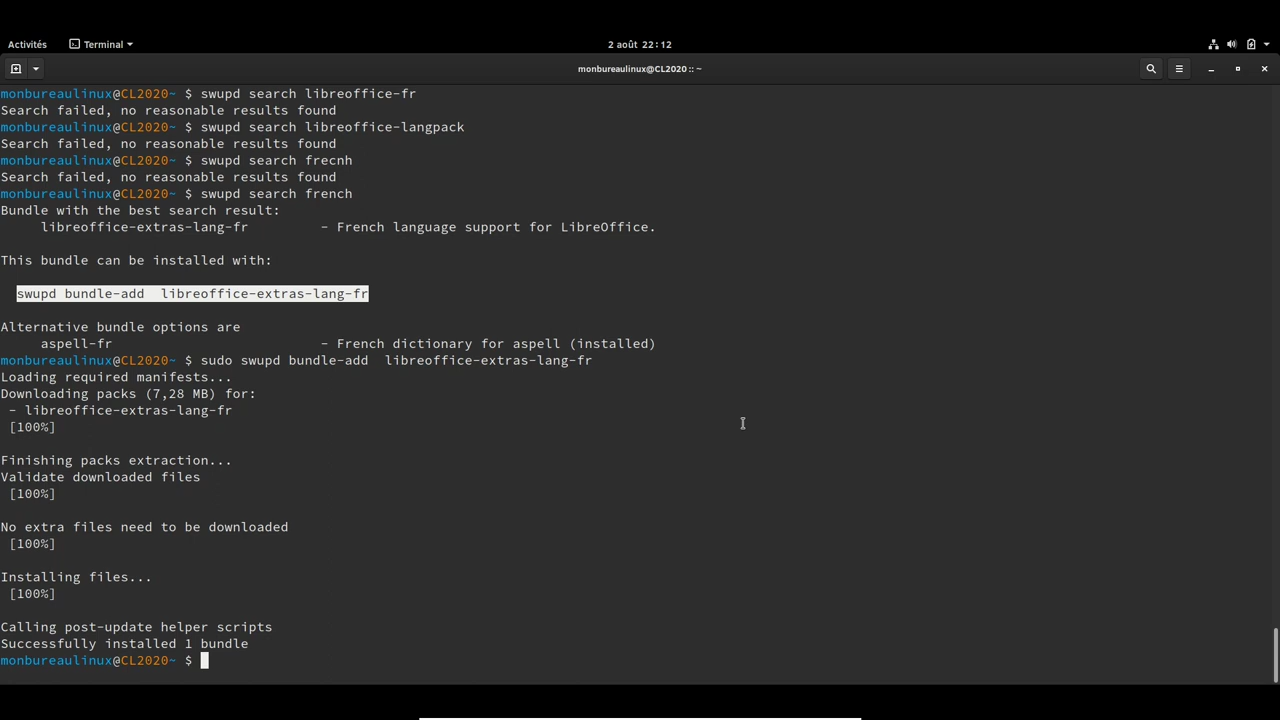 Activités
Terminal
2 août 22:12
monbureaulinux@CL2020 :: ~
monbureaulinux@CL2020~ $ swupd search libreoffice-fr
Search failed, no reasonable results found
monbureaulinux@CL2020~ $ swupd search libreoffice-langpack
Search failed, no reasonable results found
monbureaulinux@CL2020~ $ swupd search frecnh
Search failed, no reasonable results found
monbureaulinux@CL2020~ $ swupd search french
Bundle with the best search result:
libreoffice-extras-lang-fr - French language support for LibreOffice.
This bundle can be installed with:
swupd bundle-add  libreoffice-extras-lang-fr
Alternative bundle options are
aspell-fr - French dictionary for aspell (installed)
monbureaulinux@CL2020~ $ sudo swupd bundle-add  libreoffice-extras-lang-fr
Loading required manifests...
Downloading packs (7,28 MB) for:
- libreoffice-extras-lang-fr
[100%]
Finishing packs extraction...
Validate downloaded files
[100%]
No extra files need to be downloaded
[100%]
Installing files...
[100%]
Calling post-update helper scripts
Successfully installed 1 bundle
monbureaulinux@CL2020~ $